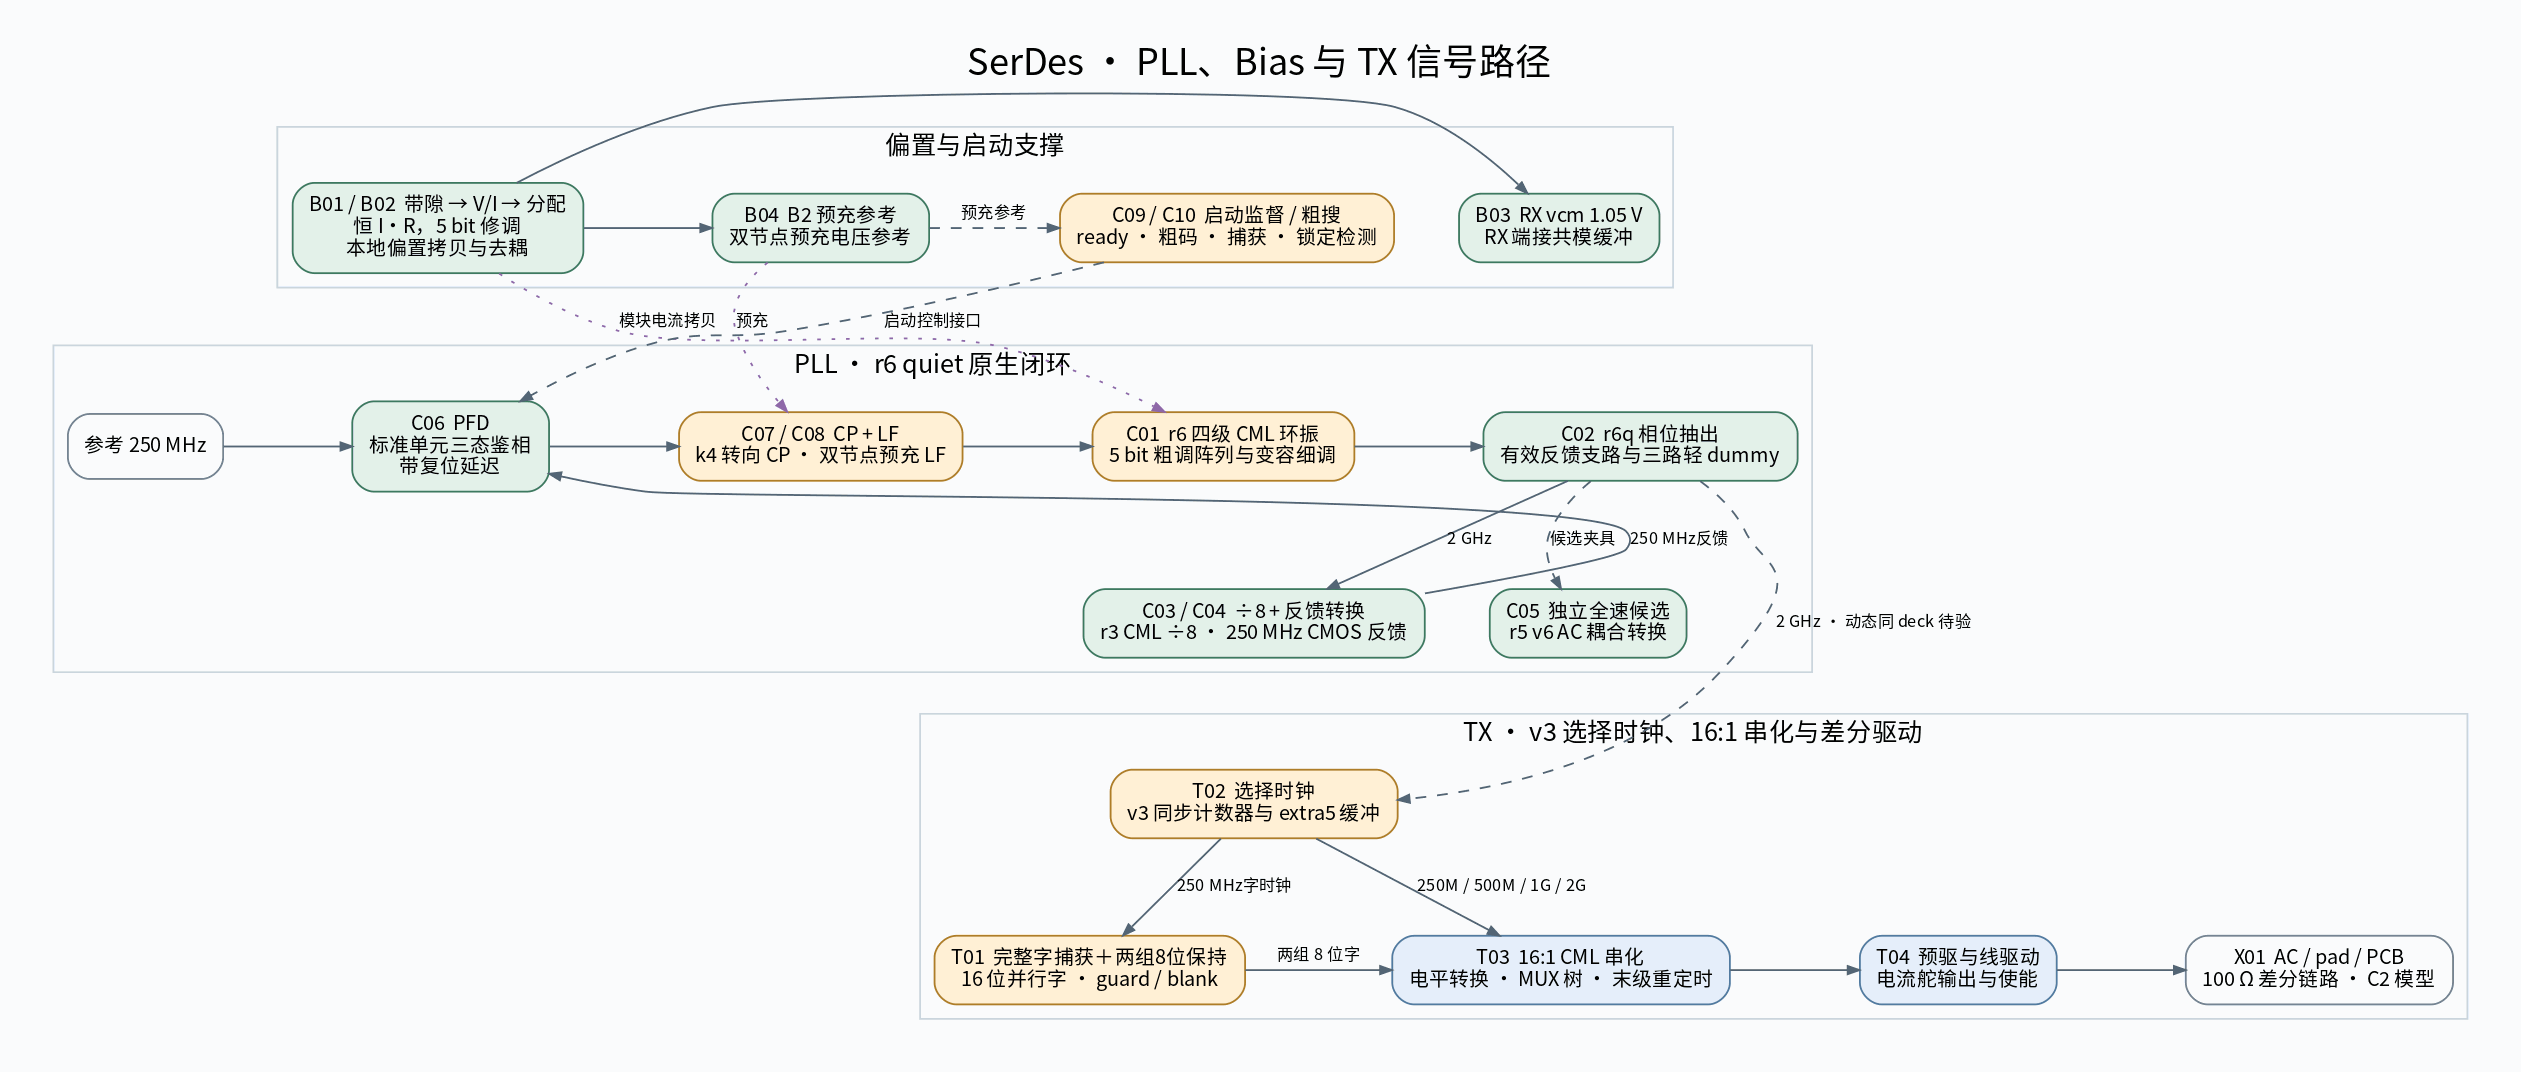 SerDes · PLL、Bias 与 TX 信号路径
偏置与启动支撑
B01 / B02 带隙 → V/I → 分配
恒 I·R，5 bit 修调
本地偏置拷贝与去耦
B04 B2 预充参考
双节点预充电压参考
预充参考
C09 / C10 启动监督 / 粗搜
ready · 粗码 · 捕获 · 锁定检测
B03 RX vcm 1.05 V
RX 端接共模缓冲
模块电流拷贝
预充
启动控制接口
PLL · r6 quiet 原生闭环
参考 250 MHz
C06 PFD
标准单元三态鉴相
带复位延迟
C07 / C08 CP + LF
k4 转向 CP · 双节点预充 LF
C01 r6 四级 CML 环振
5 bit 粗调阵列与变容细调
C02 r6q 相位抽出
有效反馈支路与三路轻 dummy
2 GHz
候选夹具
250 MHz反馈
C03 / C04 ÷8 + 反馈转换
r3 CML ÷8 · 250 MHz CMOS 反馈
C05 独立全速候选
r5 v6 AC 耦合转换
2 GHz · 动态同 deck 待验
TX · v3 选择时钟、16:1 串化与差分驱动
T02 选择时钟
v3 同步计数器与 extra5 缓冲
250 MHz字时钟
250M / 500M / 1G / 2G
T01 完整字捕获＋两组8位保持
16 位并行字 · guard / blank
两组 8 位字
T03 16:1 CML 串化
电平转换 · MUX 树 · 末级重定时
T04 预驱与线驱动
电流舵输出与使能
X01 AC / pad / PCB
100 Ω 差分链路 · C2 模型